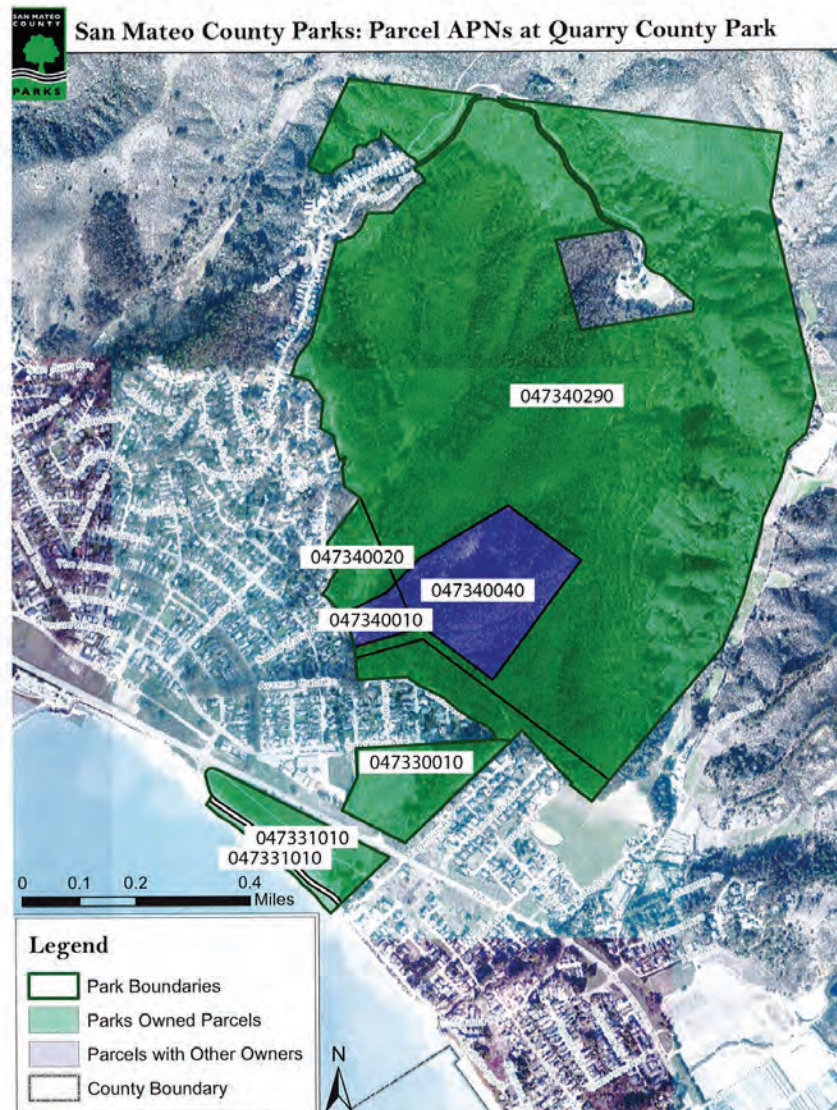 SAN MATEO
COUNTY
PARKS
San Mateo County Parks: Parcel APNs at Quarry County Park
047340290
047340020
047340040
047340010
047330010
047331010
047331010
0 0.1 0.2 0.4
Miles
Legend
Park Boundaries
Parks Owned Parcels
Parcels with Other Owners
County Boundary
N